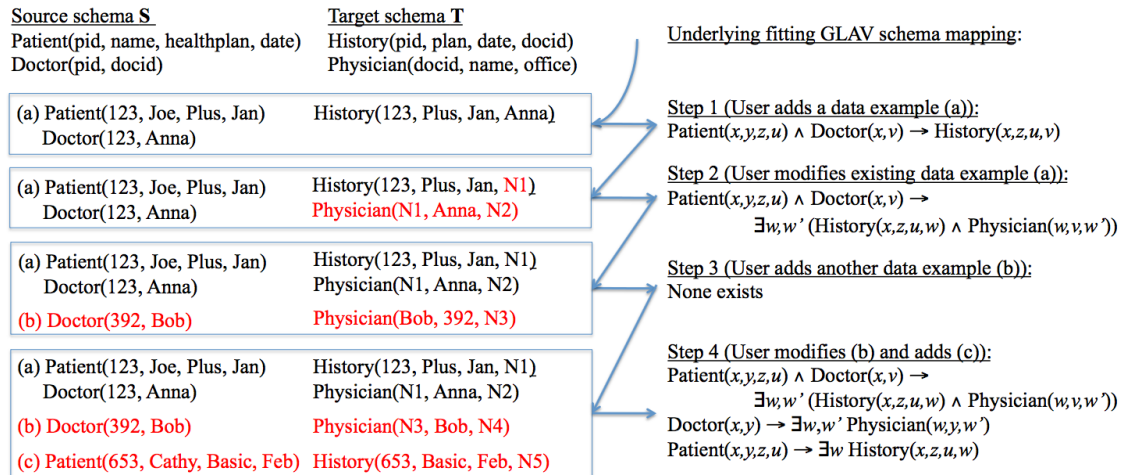 Source schema S
Target schema T
Patient(pid, name, healthplan, date)
History(pid, plan, date, docid)
Doctor(pid, docid)
Physician(docid, name, office)
Underlying fitting GLAV schema mapping:
(a) Patient(123, Joe, Plus, Jan)
History(123, Plus, Jan, Anna)
Doctor(123, Anna)
Step 1 (User adds a data example (a)):
Patient(x,y,z,u) ∧ Doctor(x,v) → History(x,z,u,v)
(a) Patient(123, Joe, Plus, Jan)
History(123, Plus, Jan, N1)
Doctor(123, Anna)
Physician(N1, Anna, N2)
Step 2 (User modifies existing data example (a)):
Patient(x,y,z,u) ∧ Doctor(x,v) →
∃w,w’ (History(x,z,u,w) ∧ Physician(w,v,w’))
(a) Patient(123, Joe, Plus, Jan)
History(123, Plus, Jan, N1)
Doctor(123, Anna)
Physician(N1, Anna, N2)
(b) Doctor(392, Bob)
Physician(Bob, 392, N3)
Step 3 (User adds another data example (b)):
None exists
(a) Patient(123, Joe, Plus, Jan)
History(123, Plus, Jan, N1)
Doctor(123, Anna)
Physician(N1, Anna, N2)
(b) Doctor(392, Bob)
Physician(N3, Bob, N4)
(c) Patient(653, Cathy, Basic, Feb)
History(653, Basic, Feb, N5)
Step 4 (User modifies (b) and adds (c)):
Patient(x,y,z,u) ∧ Doctor(x,v) →
∃w,w’ (History(x,z,u,w) ∧ Physician(w,v,w’))
Doctor(x,y) → ∃w,w’ Physician(w,y,w’)
Patient(x,y,z,u) → ∃w History(x,z,u,w)